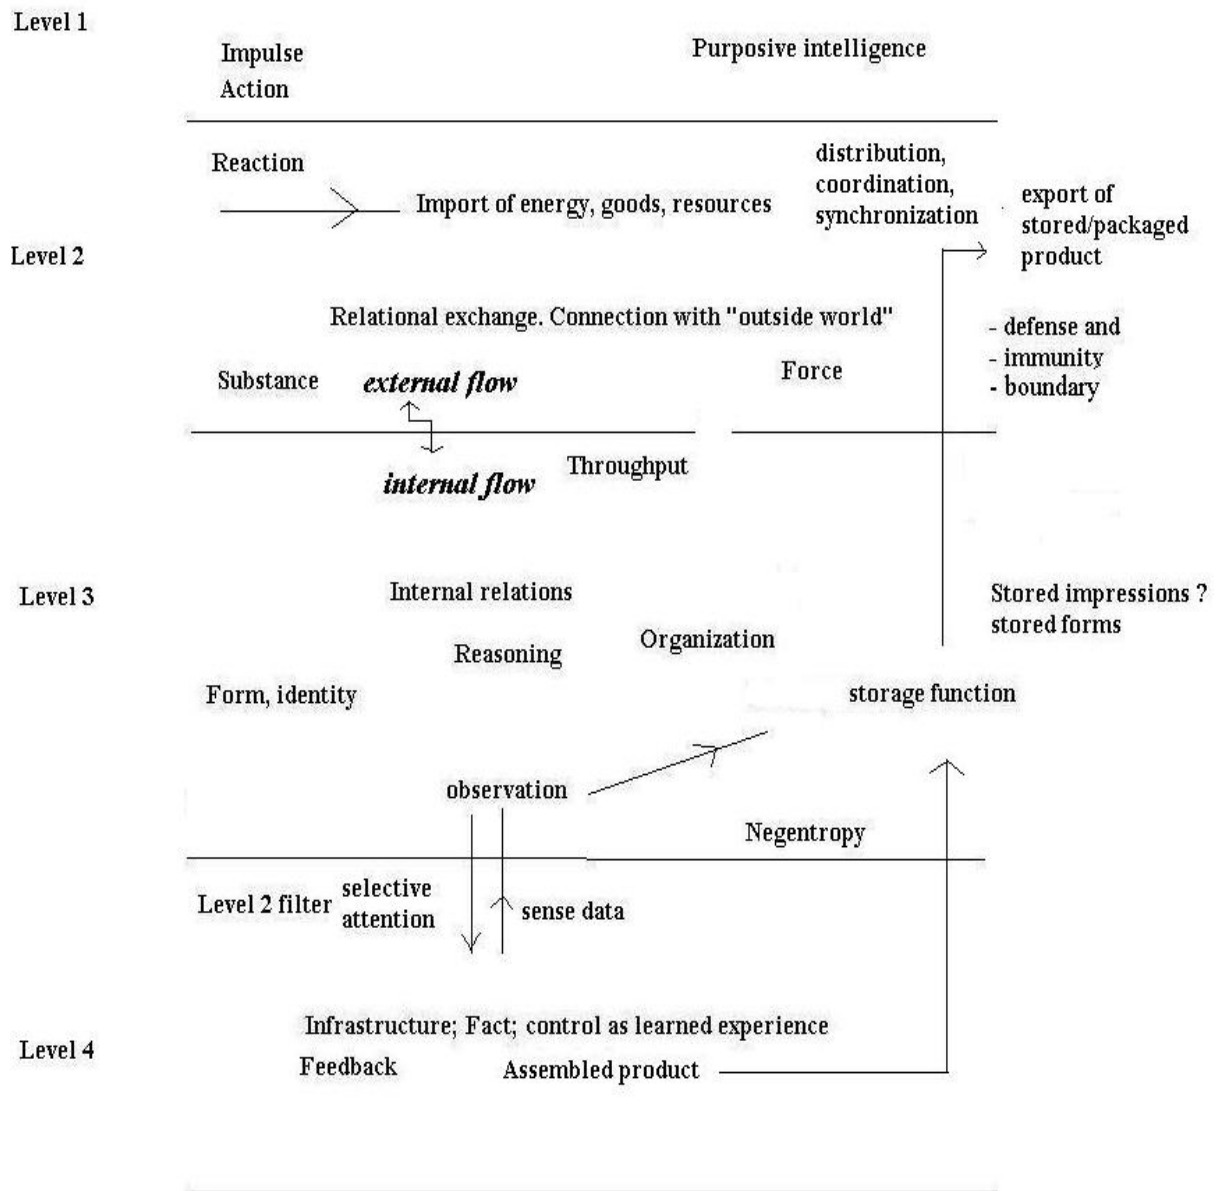 Level 1
Impulse
Action
Purposive intelligence
Reaction
Import of energy, goods, resources
distribution,
coordination,
synchronization
export of
stored/packaged
product
Level 2
Relational exchange. Connection with "outside world"
- defense and
- immunity
- boundary
Substance
external flow
Force
internal flow
Throughput
Level 3
Internal relations
Stored impressions ?
stored forms
Reasoning
Organization
Form, identity
storage function
observation
Negentropy
Level 2 filter
selective
attention
sense data
Level 4
Infrastructure; Fact; control as learned experience
Feedback
Assembled product